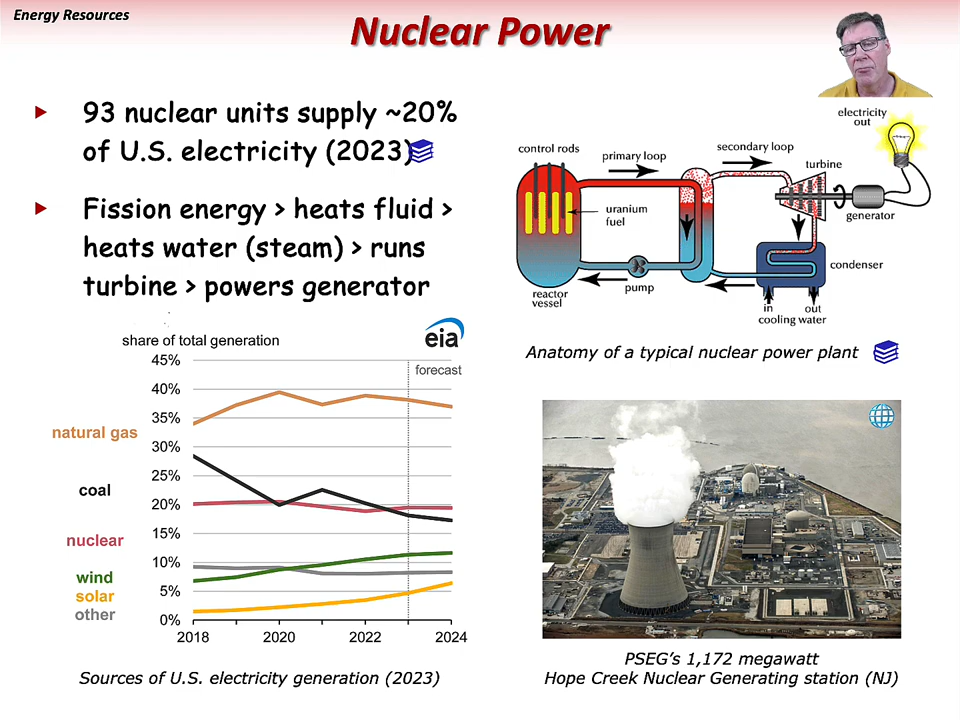 Energy Resources
Nuclear Power
93 nuclear units supply ~20%
of U.S. electricity (2023)
Fission energy > heats fluid >
heats water (steam) > runs
turbine > powers generator
electricity
out
control rods
primary loop
secondary loop
turbine
uranium
fuel
generator
condenser
pump
reactor
vessel
in
out
cooling water
Anatomy of a typical nuclear power plant
share of total generation
eia
forecast
45%
40%
35%
30%
25%
20%
15%
10%
5%
0%
natural gas
coal
nuclear
wind
solar
other
2018
2020
2022
2024
Sources of U.S. electricity generation (2023)
PSEG's 1,172 megawatt
Hope Creek Nuclear Generating station (NJ)